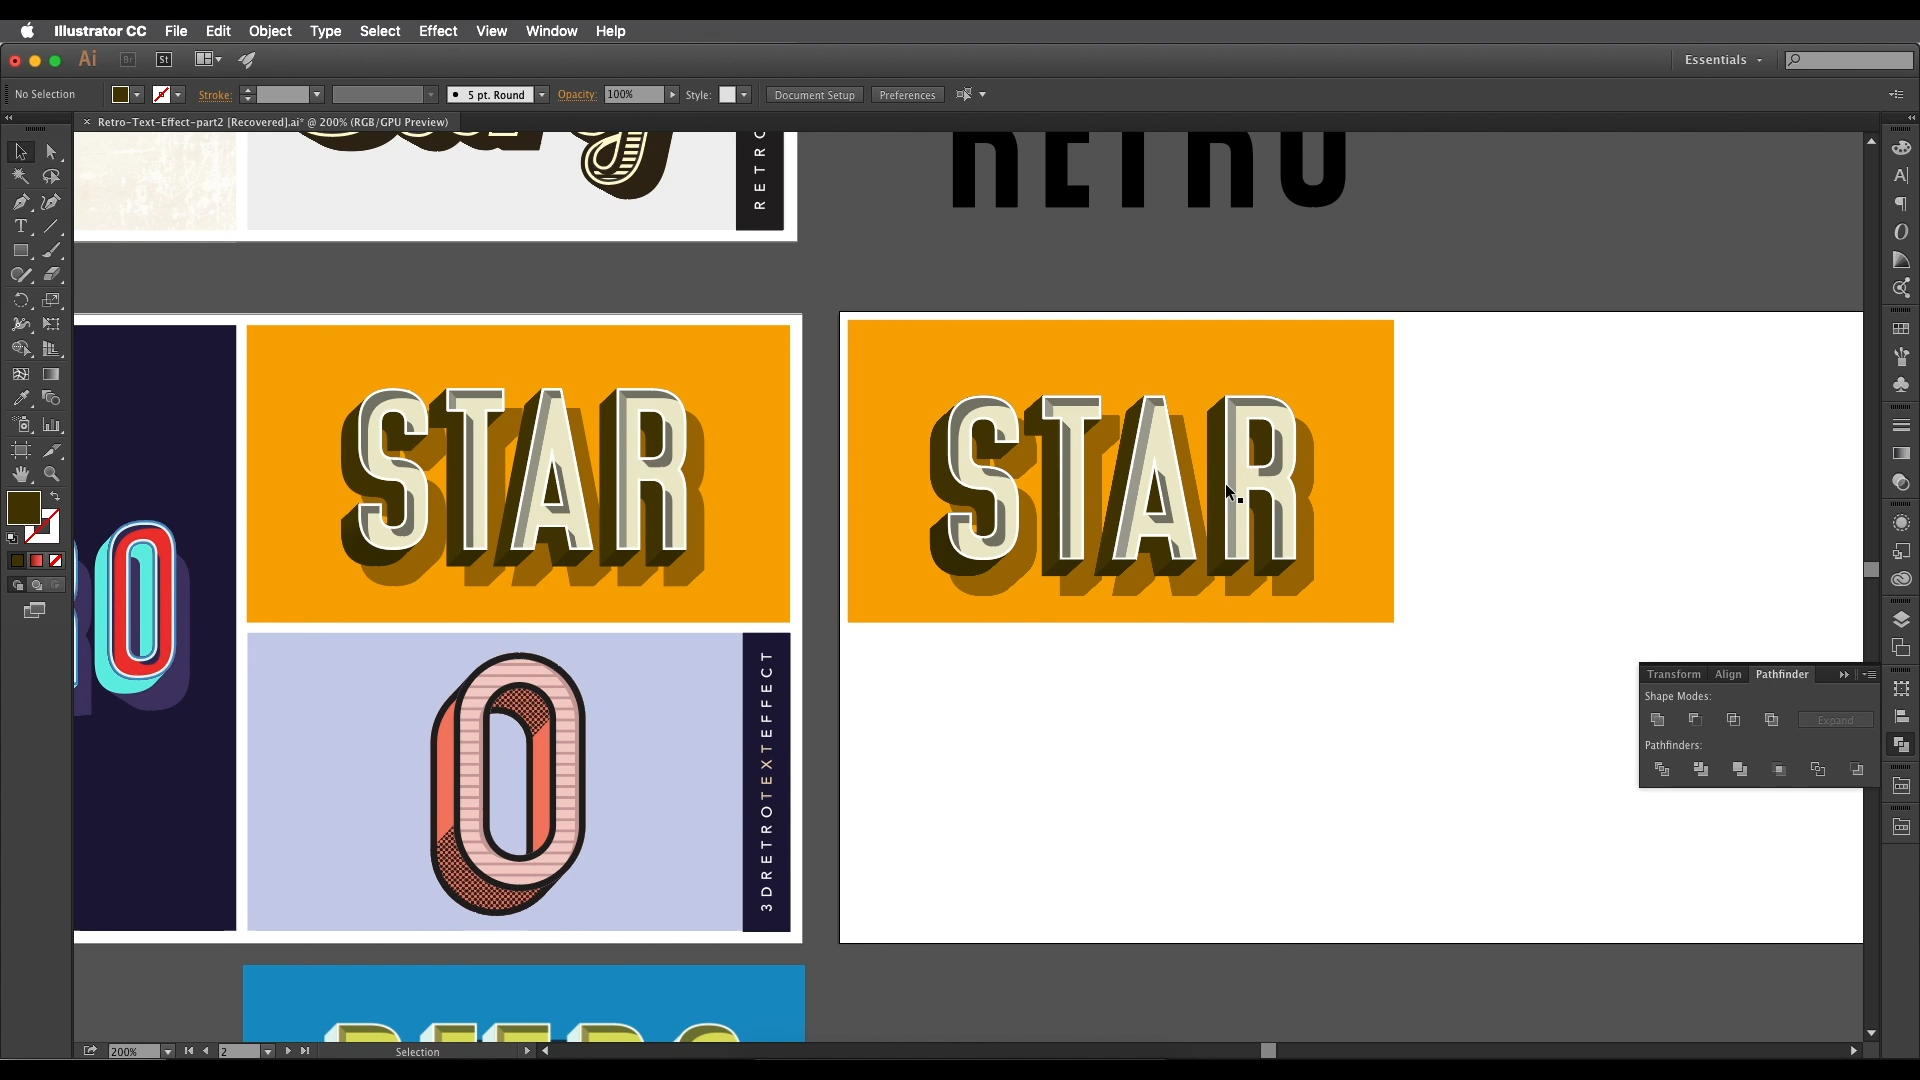 Illustrator CC File Edit Object Type Select Effect View Window Help
Ai Br St Essentials
No Selection Stroke: 5 pt. Round Opacity: 100% Style: Document Setup Preferences
× Retro-Text-Effect-part2 [Recovered].ai* @ 200% (RGB/GPU Preview)
RETRO
RETRO
STAR
STAR
O
O
3DRETROTEXTEFFECT
Transform Align Pathfinder
Shape Modes:
Expand
Pathfinders:
RETRO
200% 2 Selection